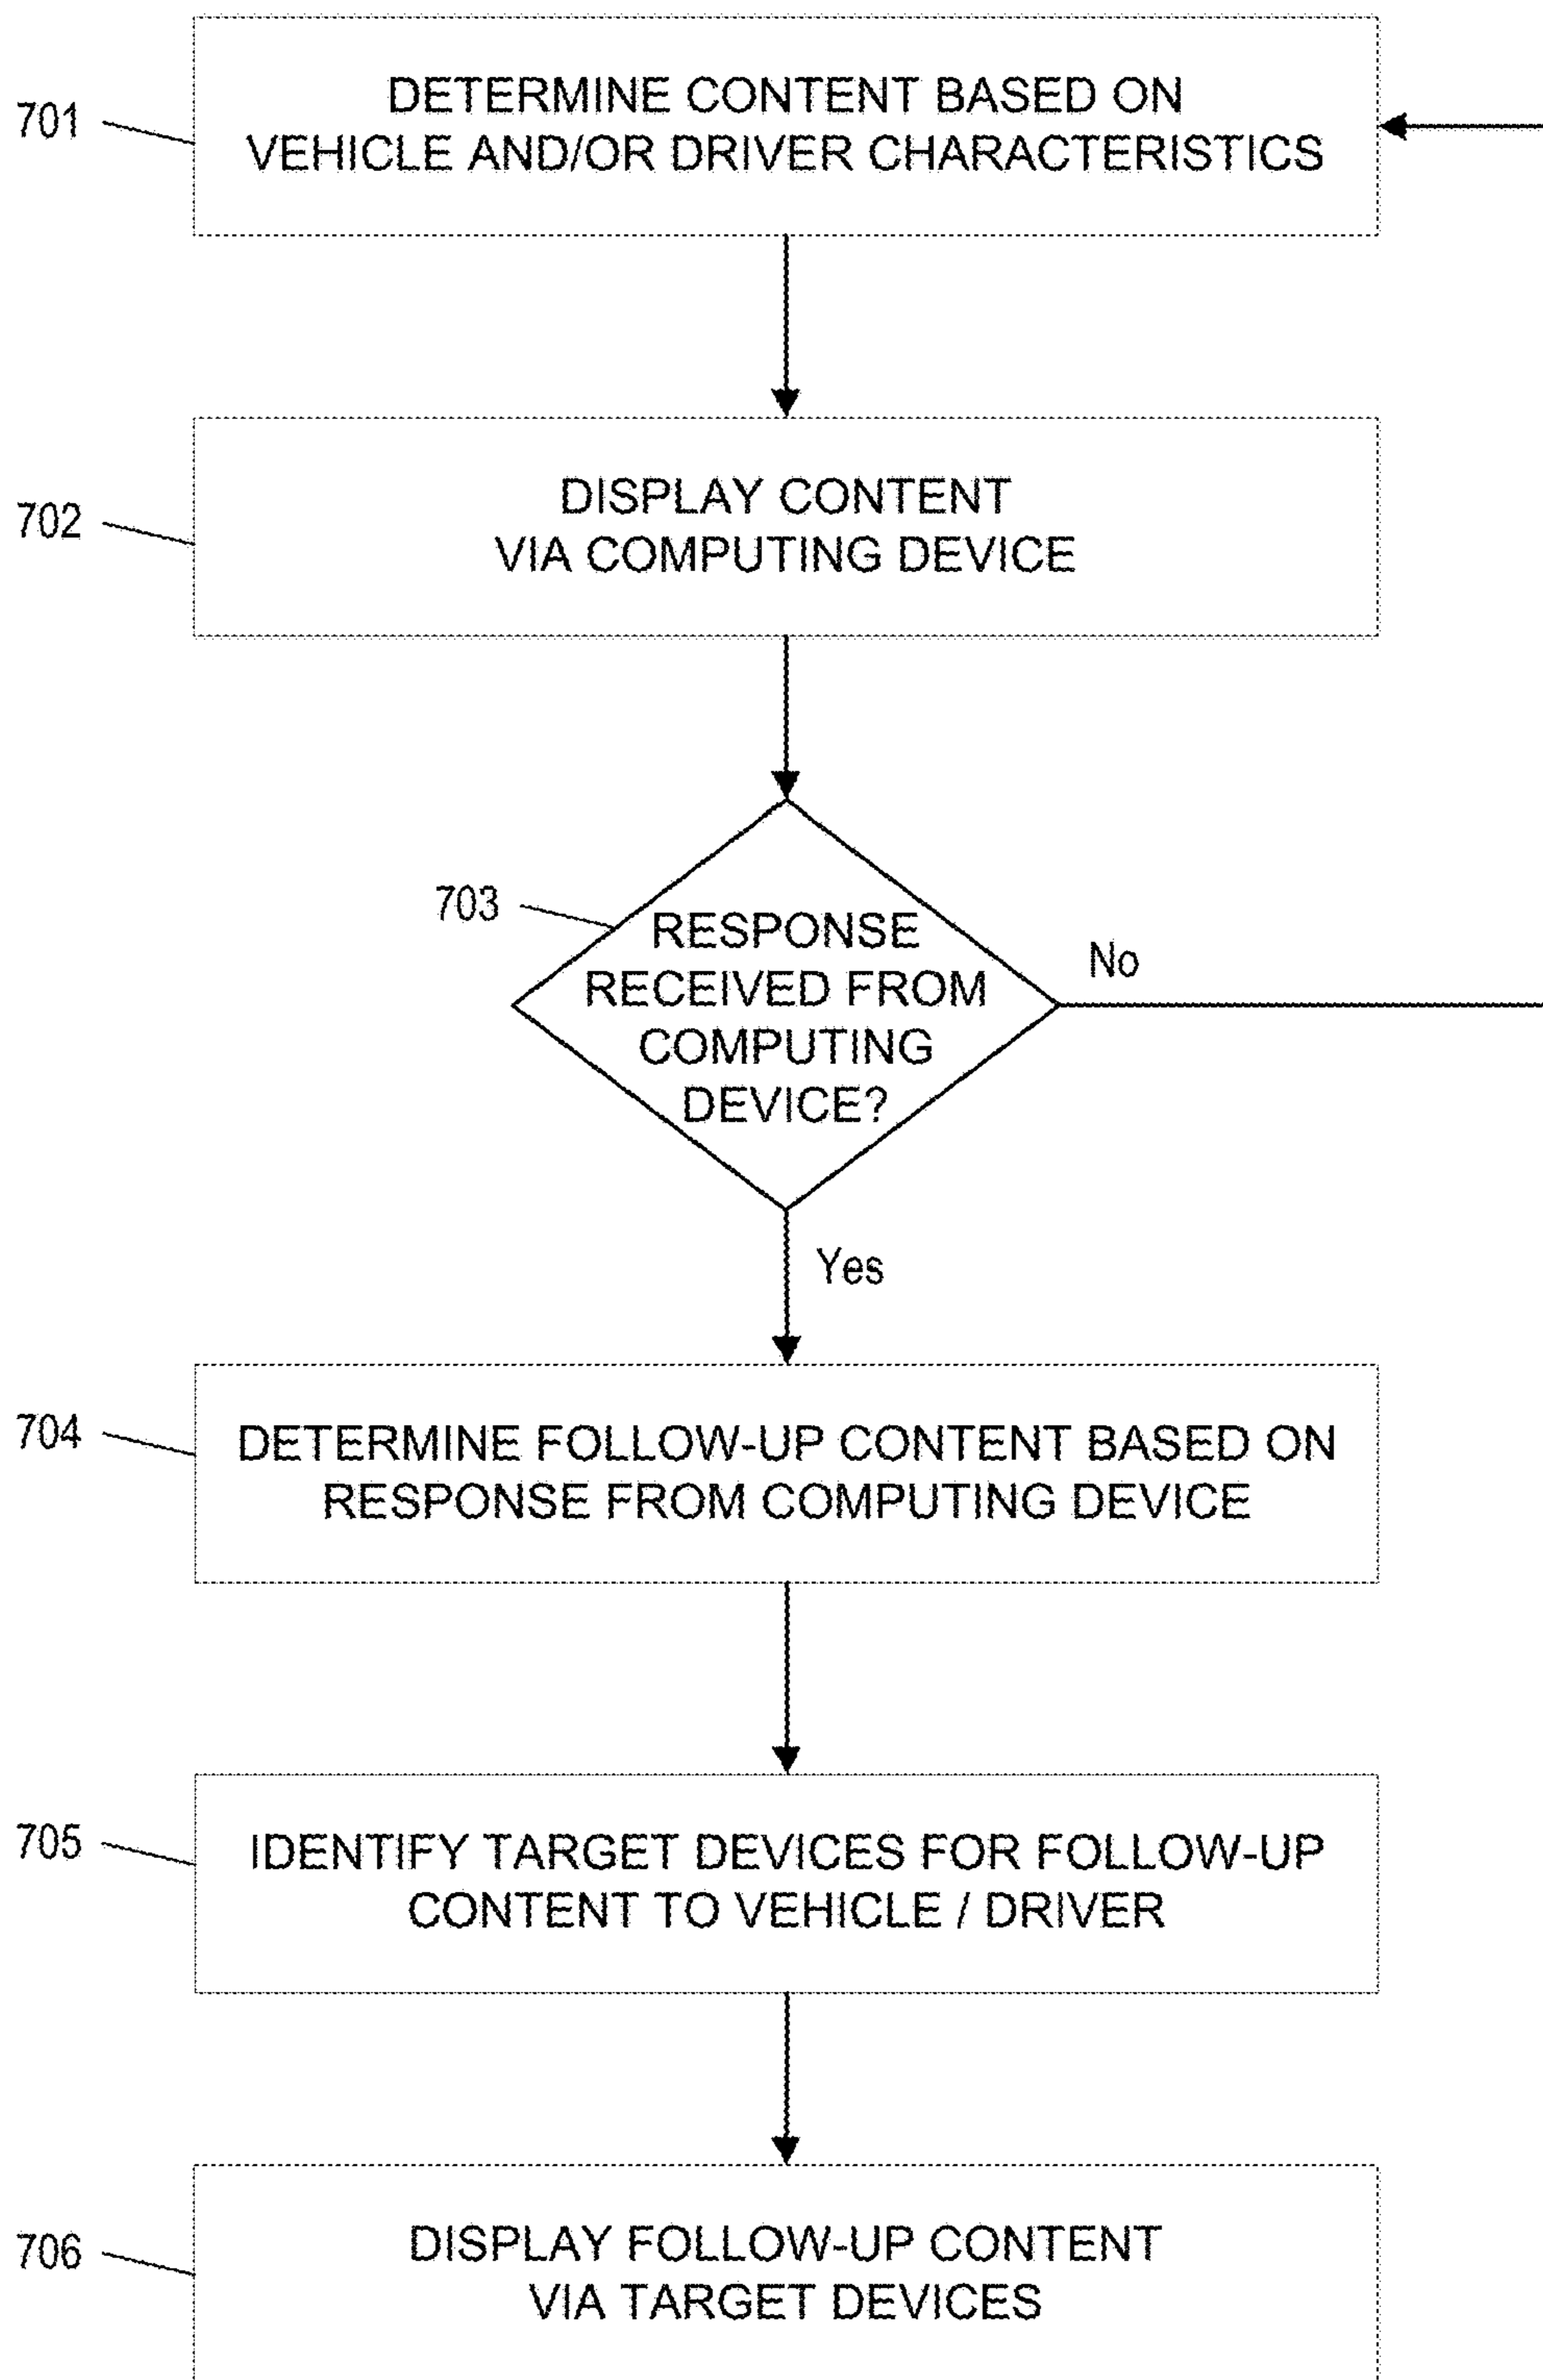 701
DETERMINE CONTENT BASED ON
VEHICLE AND/OR DRIVER CHARACTERISTICS
702
DISPLAY CONTENT
VIA COMPUTING DEVICE
703
RESPONSE
RECEIVED FROM
COMPUTING
DEVICE?
No
Yes
704
DETERMINE FOLLOW-UP CONTENT BASED ON
RESPONSE FROM COMPUTING DEVICE
705
IDENTIFY TARGET DEVICES FOR FOLLOW-UP
CONTENT TO VEHICLE / DRIVER
706
DISPLAY FOLLOW-UP CONTENT
VIA TARGET DEVICES